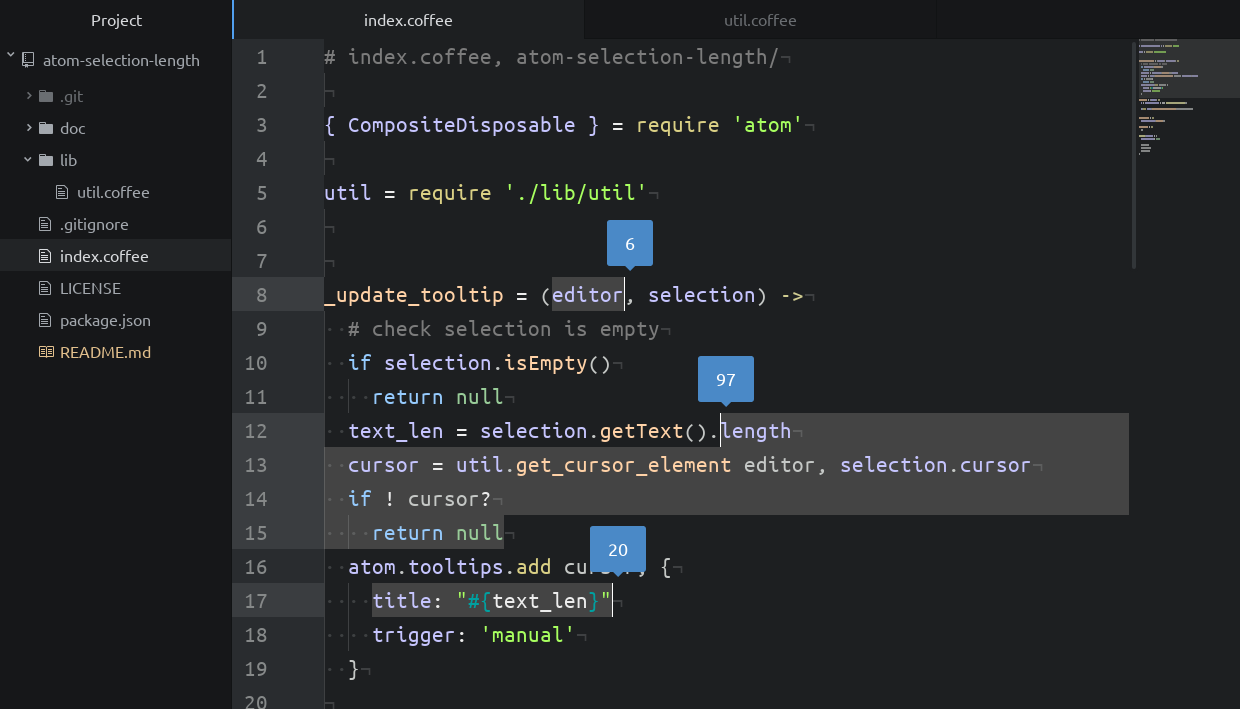 Project
atom-selection-length
.git
doc
lib
util.coffee
.gitignore
index.coffee
LICENSE
package.json
README.md
index.coffee
util.coffee
1 # index.coffee, atom-selection-length/¬
2 ¬
3 { CompositeDisposable } = require 'atom'¬
4 ¬
5 util = require './lib/util'¬
6 ¬
7 ¬
6
8 _update_tooltip = (editor, selection) ->¬
9 ··# check selection is empty¬
10 ··if selection.isEmpty()¬
11 ····return null¬
97
12 ··text_len = selection.getText().length¬
13 ··cursor = util.get_cursor_element editor, selection.cursor¬
14 ··if ! cursor?¬
15 ····return null¬
20
16 ··atom.tooltips.add cursor, {¬
17 ····title: "#{text_len}"¬
18 ····trigger: 'manual'¬
19 ··}¬
20 ¬